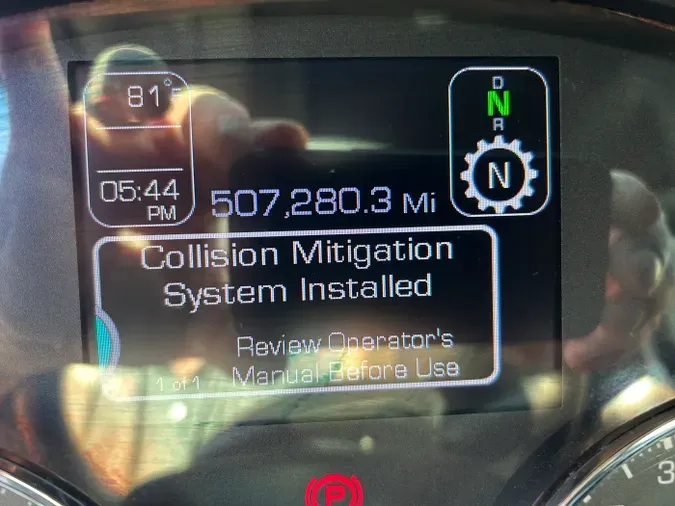 81°F
05:44
PM
507,280.3 Mi
D
N
R
N
Collision Mitigation
System Installed
Review Operator's
1 of 1 Manual Before Use
P
3